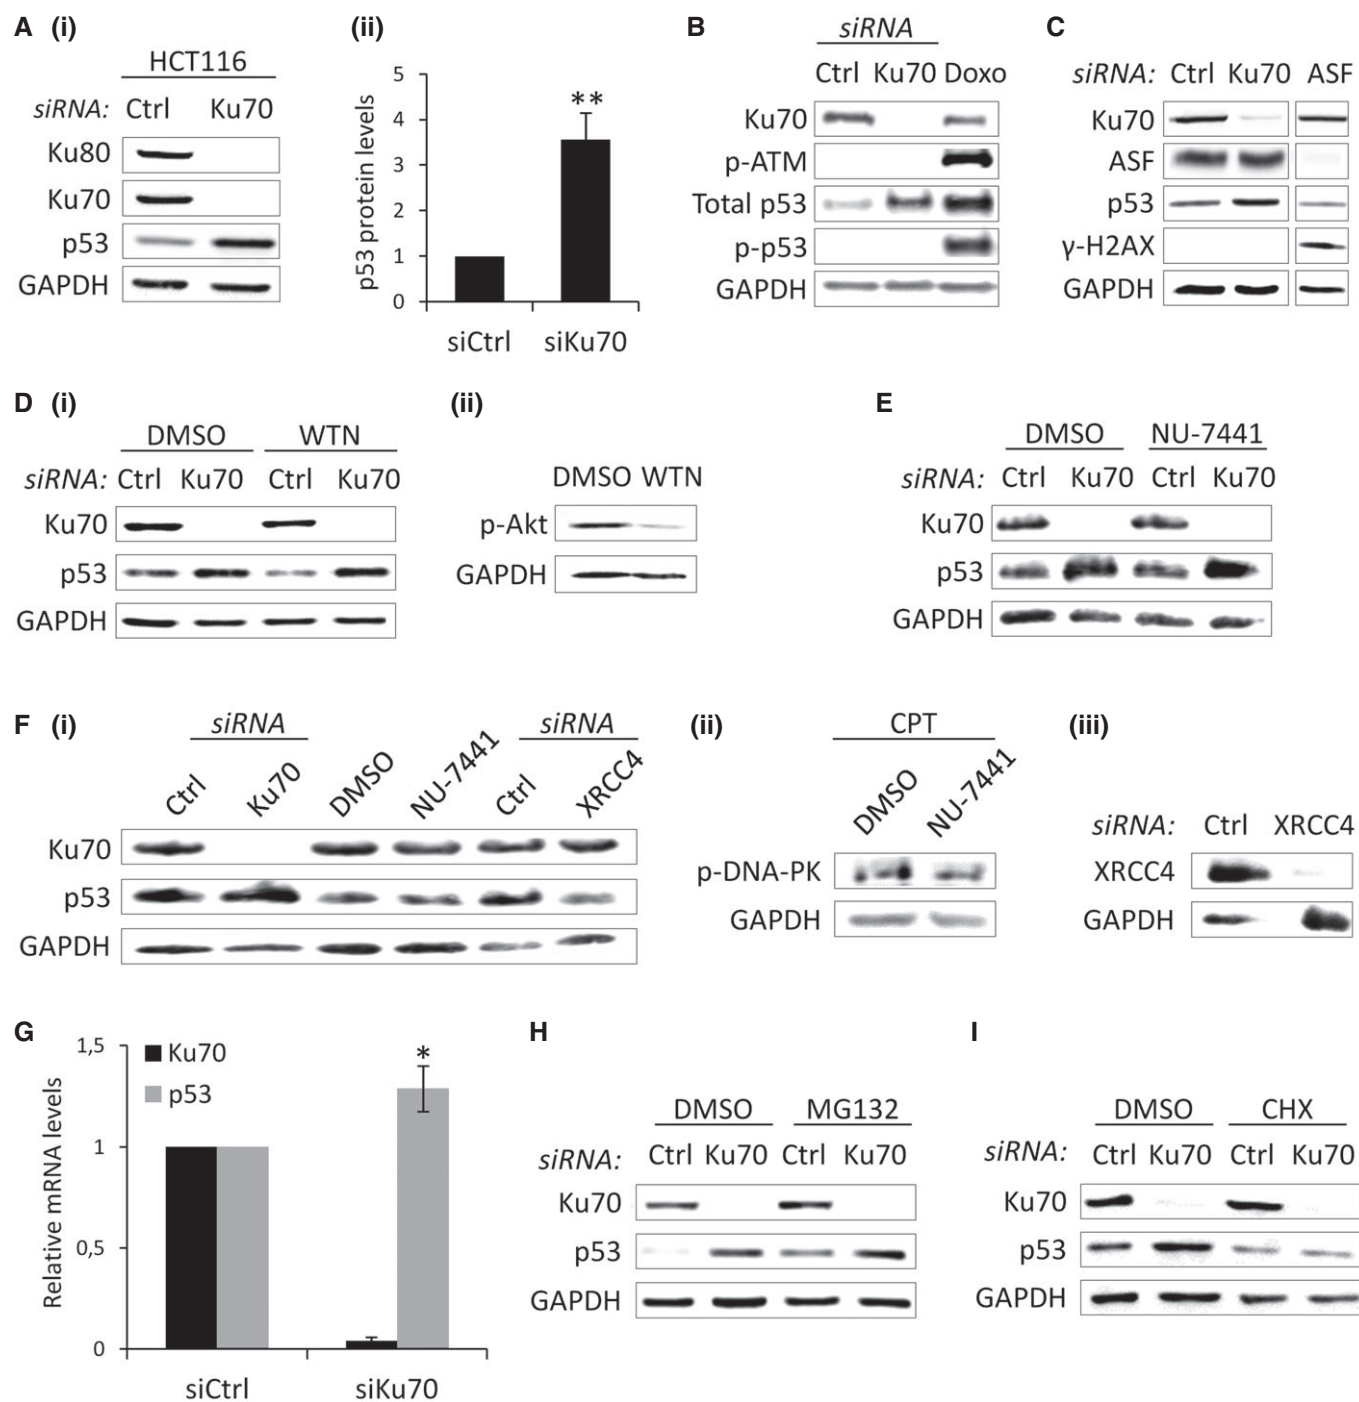 A (i)
HCT116
siRNA: Ctrl Ku70
Ku80
Ku70
p53
GAPDH
(ii)
p53 protein levels
5
4
3
2
1
0
**
siCtrl siKu70
B
siRNA
Ctrl Ku70 Doxo
Ku70
p-ATM
Total p53
p-p53
GAPDH
C
siRNA: Ctrl Ku70 ASF
Ku70
ASF
p53
γ-H2AX
GAPDH
D (i)
DMSO WTN
siRNA: Ctrl Ku70 Ctrl Ku70
Ku70
p53
GAPDH
(ii)
DMSO WTN
p-Akt
GAPDH
E
DMSO NU-7441
siRNA: Ctrl Ku70 Ctrl Ku70
Ku70
p53
GAPDH
F (i)
siRNA siRNA
Ctrl Ku70 DMSO NU-7441 Ctrl XRCC4
Ku70
p53
GAPDH
(ii)
CPT
DMSO NU-7441
p-DNA-PK
GAPDH
(iii)
siRNA: Ctrl XRCC4
XRCC4
GAPDH
G
Relative mRNA levels
1,5
1
0,5
0
Ku70
p53
*
siCtrl siKu70
H
DMSO MG132
siRNA: Ctrl Ku70 Ctrl Ku70
Ku70
p53
GAPDH
I
DMSO CHX
siRNA: Ctrl Ku70 Ctrl Ku70
Ku70
p53
GAPDH